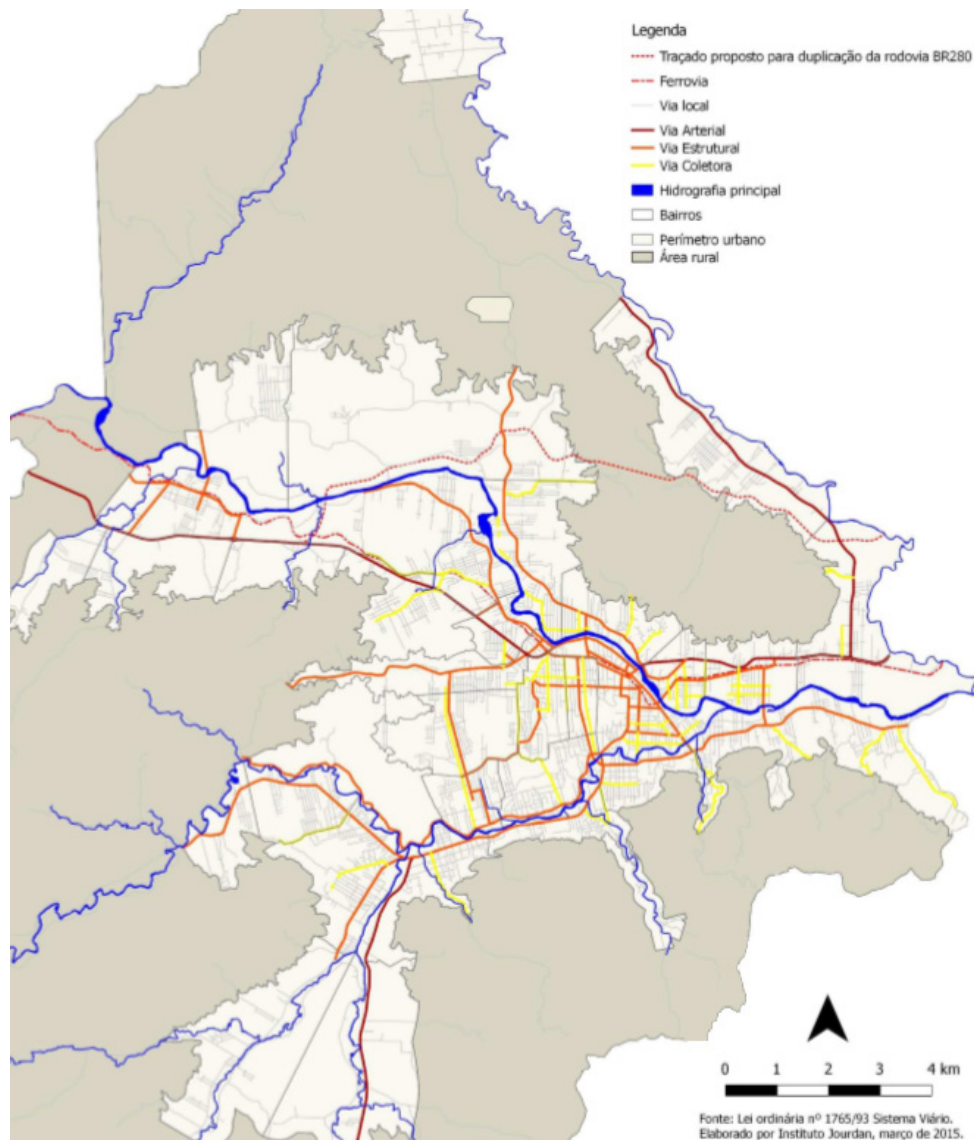 Legenda
Traçado proposto para duplicação da rodovia BR280
Ferrovia
Via local
Via Arterial
Via Estrutural
Via Coletora
Hidrografia principal
Bairros
Perímetro urbano
Área rural
0 1 2 3 4 km
Fonte: Lei ordinária nº 1765/93 Sistema Viário.
Elaborado por Instituto Jourdan, março de 2015.